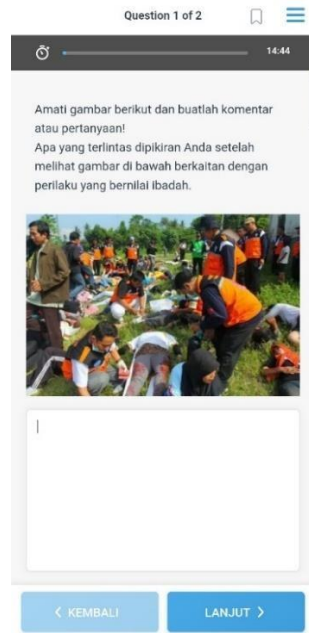 Question 1 of 2
14:44
Amati gambar berikut dan buatlah komentar
atau pertanyaan!
Apa yang terlintas dipikiran Anda setelah
melihat gambar di bawah berkaitan dengan
perilaku yang bernilai ibadah.
< KEMBALI
LANJUT >